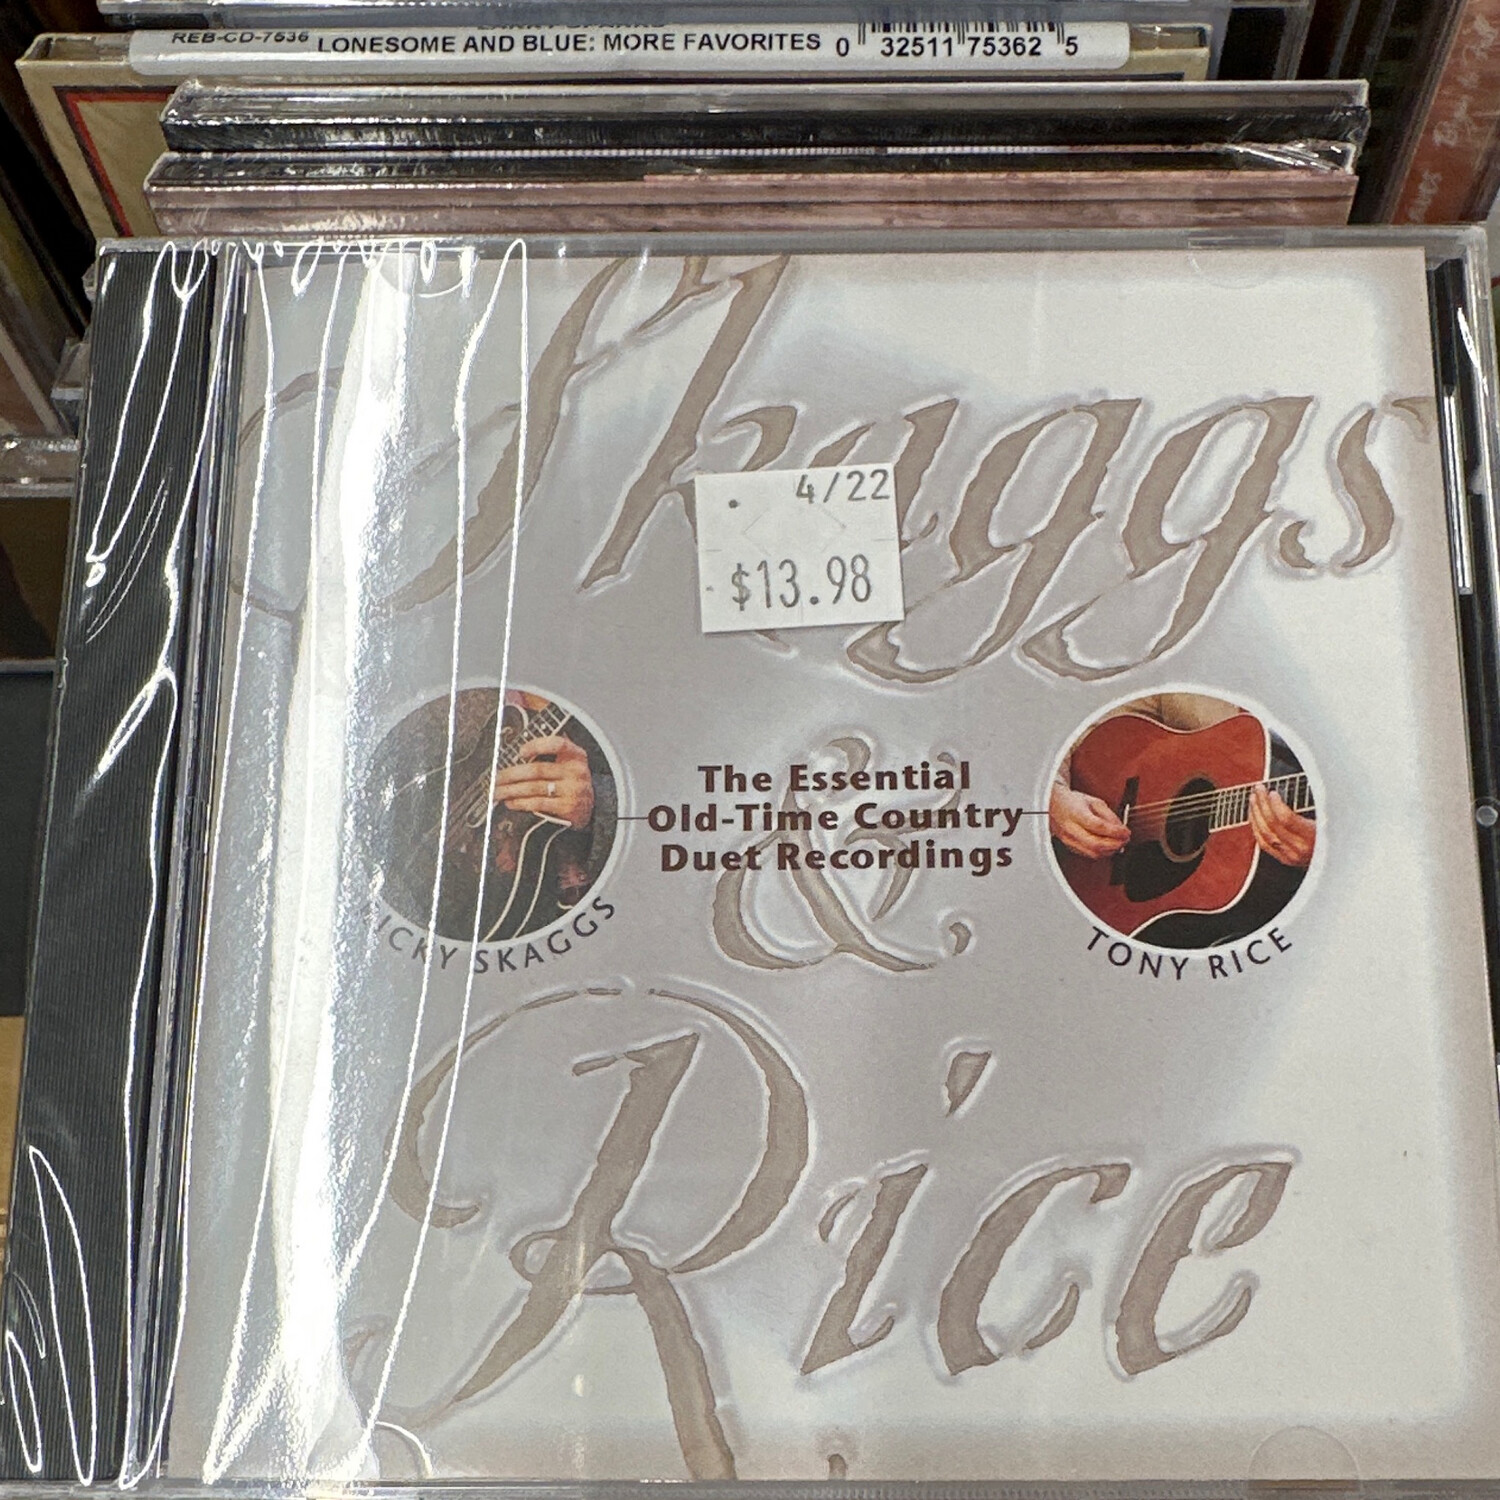 REB-CD-7536 LONESOME AND BLUE: MORE FAVORITES 0 32511 75362 5
Skaggs
4/22
$13.98
&
The Essential
Old-Time Country
Duet Recordings
RICKY SKAGGS
TONY RICE
Rice